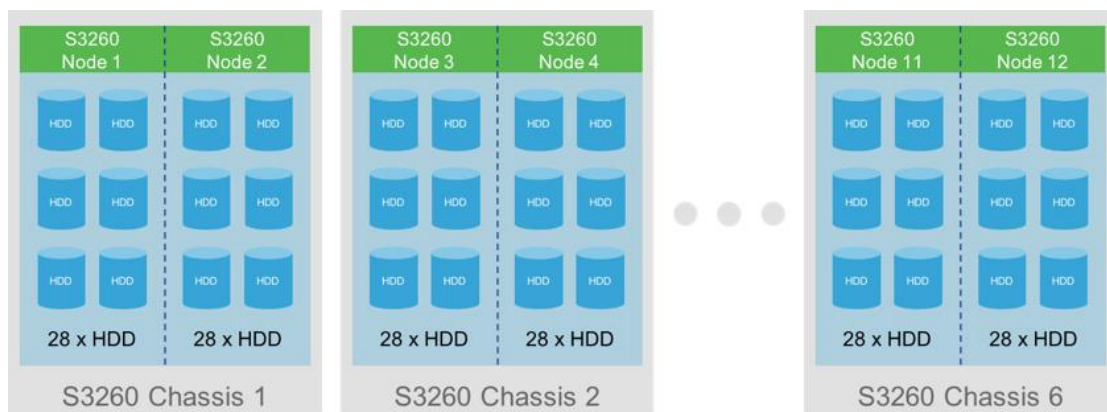 S3260
Node 1
S3260
Node 2
HDD HDD HDD HDD
HDD HDD HDD HDD
HDD HDD HDD HDD
28 x HDD 28 x HDD
S3260 Chassis 1
S3260
Node 3
S3260
Node 4
HDD HDD HDD HDD
HDD HDD HDD HDD
HDD HDD HDD HDD
28 x HDD 28 x HDD
S3260 Chassis 2
S3260
Node 11
S3260
Node 12
HDD HDD HDD HDD
HDD HDD HDD HDD
HDD HDD HDD HDD
28 x HDD 28 x HDD
S3260 Chassis 6